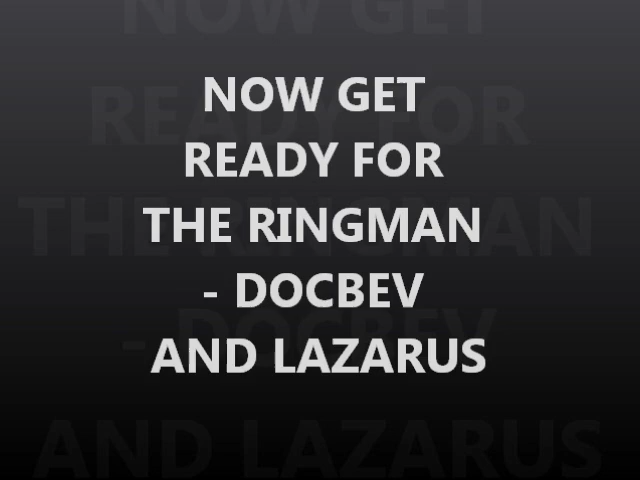 NOW GET
READY FOR
THE RINGMAN
- DOCBEV
AND LAZARUS